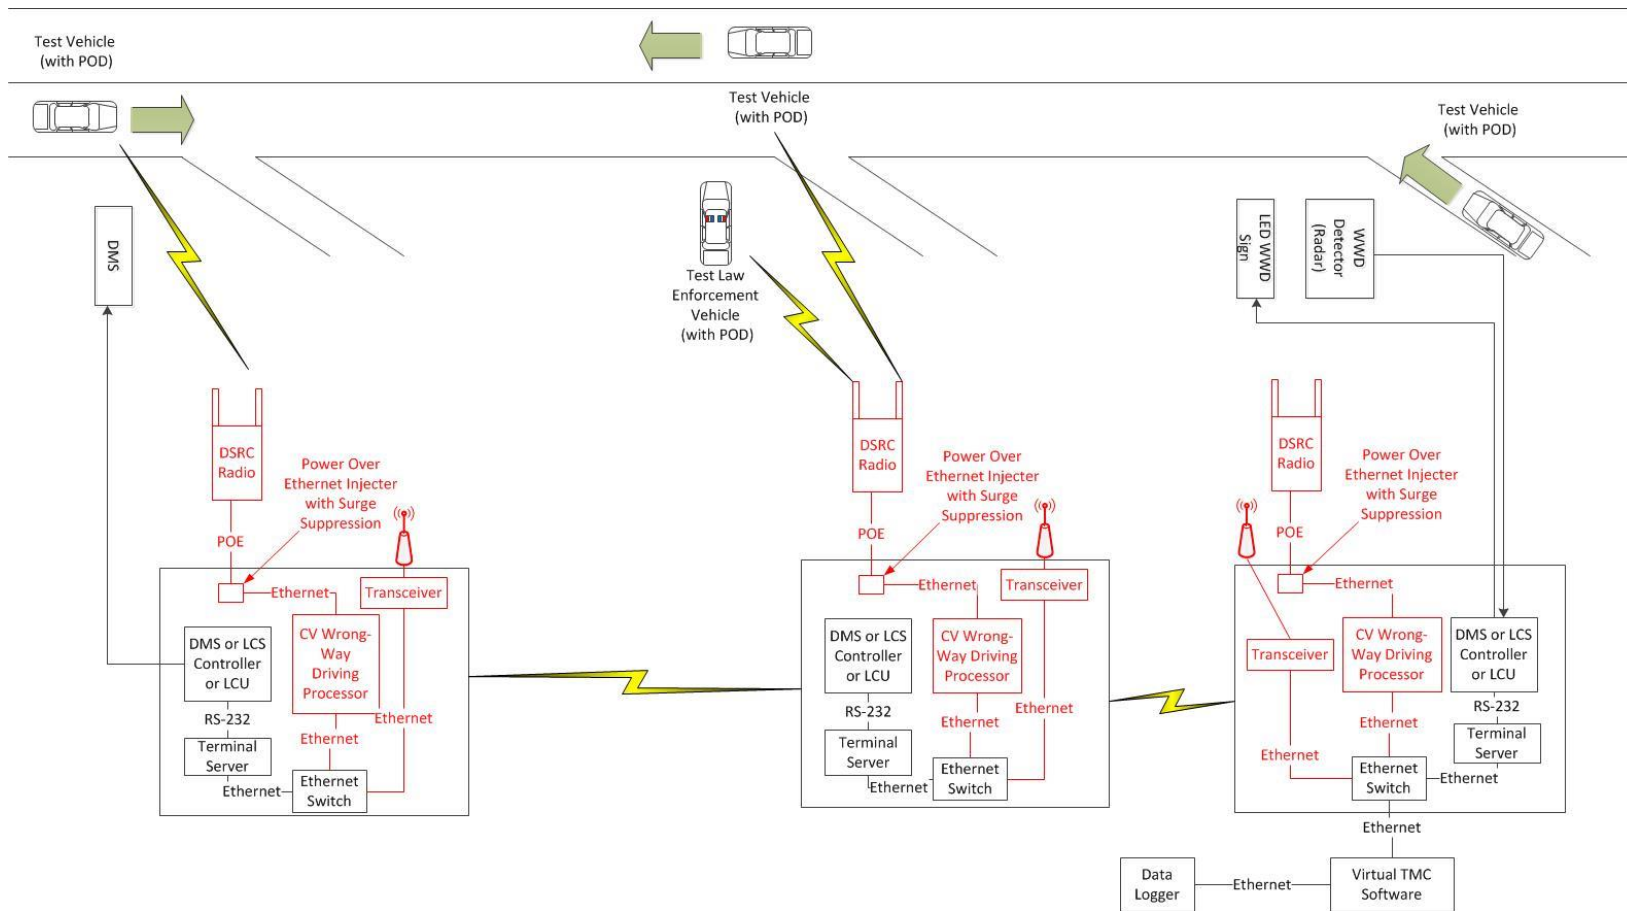 Test Vehicle
(with POD)
Test Vehicle
(with POD)
Test Vehicle
(with POD)
DMS
Test Law
Enforcement
Vehicle
(with POD)
LED WWD
Sign
WWD
Detector
(Radar)
DSRC
Radio
Power Over
Ethernet Injecter
with Surge
Suppression
POE
Ethernet
Transceiver
DMS or LCS
Controller
or LCU
CV Wrong-
Way Driving
Processor
RS-232
Ethernet
Ethernet
Terminal
Server
Ethernet
Ethernet
Switch
DSRC
Radio
Power Over
Ethernet Injecter
with Surge
Suppression
POE
Ethernet
Transceiver
DMS or LCS
Controller
or LCU
CV Wrong-
Way Driving
Processor
RS-232
Ethernet
Ethernet
Terminal
Server
Ethernet
Ethernet
Switch
DSRC
Radio
Power Over
Ethernet Injecter
with Surge
Suppression
POE
Ethernet
Transceiver
CV Wrong-
Way Driving
Processor
DMS or LCS
Controller
or LCU
RS-232
Ethernet
Ethernet
Terminal
Server
Ethernet
Switch
Ethernet
Ethernet
Data
Logger
Ethernet
Virtual TMC
Software